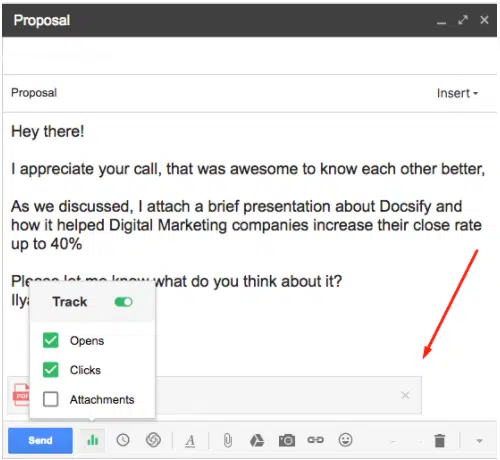 Proposal
Proposal
Insert
Hey there!
I appreciate your call, that was awesome to know each other better,
As we discussed, I attach a brief presentation about Docsify and
how it helped Digital Marketing companies increase their close rate
up to 40%
Please let me know what do you think about it?
Ilya
Track
Opens
Clicks
Attachments
PDF
Send
A